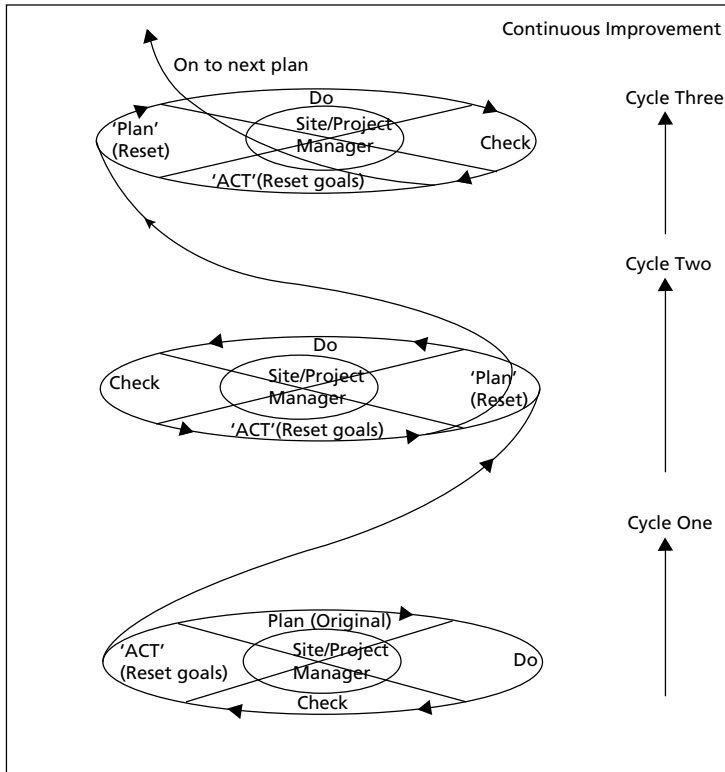 Continuous Improvement
On to next plan
Cycle Three
Do
'Plan'
(Reset)
Site/Project
Manager
Check
'ACT'(Reset goals)
Cycle Two
Do
Check
Site/Project
Manager
'Plan'
(Reset)
'ACT'(Reset goals)
Cycle One
Plan (Original)
'ACT'
(Reset goals)
Site/Project
Manager
Do
Check